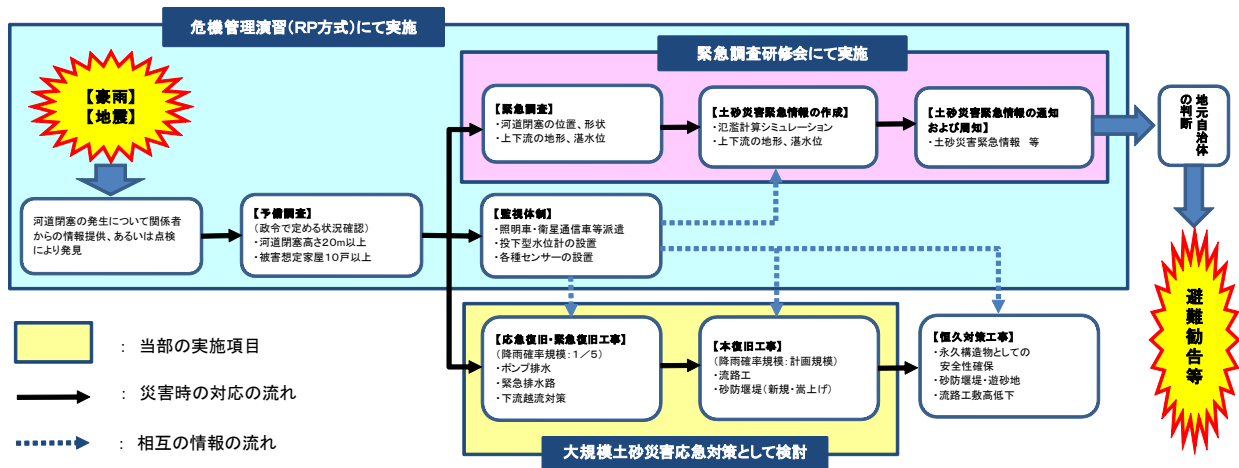 危機管理演習(RP方式)にて実施
緊急調査研修会にて実施
【豪雨】
【地震】
【緊急調査】
・河道閉塞の位置、形状
・上下流の地形、湛水位
【土砂災害緊急情報の作成】
・氾濫計算シミュレーション
・上下流の地形、湛水位
【土砂災害緊急情報の通知
および周知】
・土砂災害緊急情報 等
地元自治体
の判断
河道閉塞の発生について関係者
からの情報提供、あるいは点検
により発見
【予備調査】
(政令で定める状況確認)
・河道閉塞高さ20m以上
・被害想定家屋10戸以上
【監視体制】
・照明車・衛星通信車等派遣
・投下型水位計の設置
・各種センサーの設置
避難勧告等
【応急復旧・緊急復旧工事】
(降雨確率規模:1/5)
・ポンプ排水
・緊急排水路
・下流越流対策
【本復旧工事】
(降雨確率規模:計画規模)
・流路工
・砂防堰堤(新規・嵩上げ)
【恒久対策工事】
・永久構造物としての
安全性確保
・砂防堰堤・遊砂地
・流路工敷高低下
大規模土砂災害応急対策として検討
: 当部の実施項目
: 災害時の対応の流れ
: 相互の情報の流れ